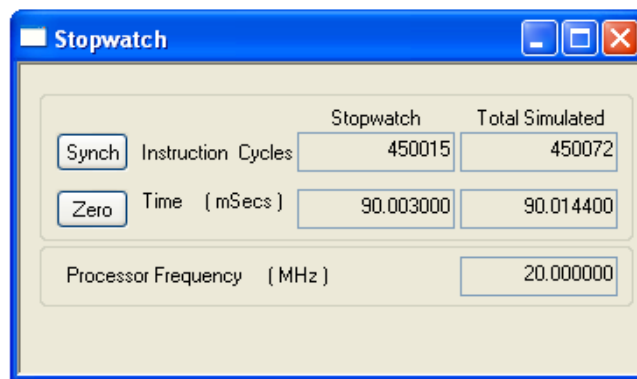 Stopwatch
Stopwatch Total Simulated
Synch Instruction Cycles 450015 450072
Zero Time ( mSecs ) 90.003000 90.014400
Processor Frequency ( MHz ) 20.000000